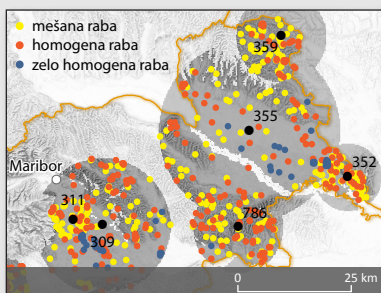 mešana raba
homogena raba
zelo homogena raba
359
355
352
Maribor
311
309
786
0 25 km